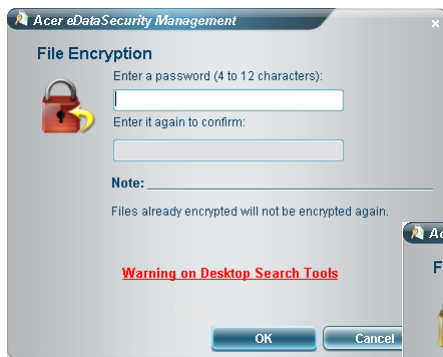 Acer eDataSecurity Management
File Encryption
Enter a password (4 to 12 characters):
Enter it again to confirm:
Note:
Files already encrypted will not be encrypted again.
Warning on Desktop Search Tools
OK
Cancel